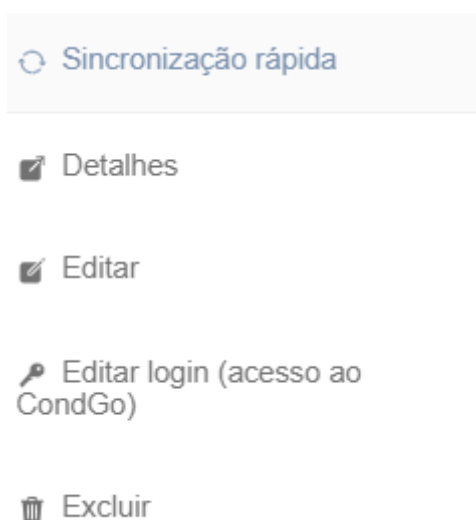 Sincronização rápida
Detalhes
Editar
Editar login (acesso ao
CondGo)
Excluir